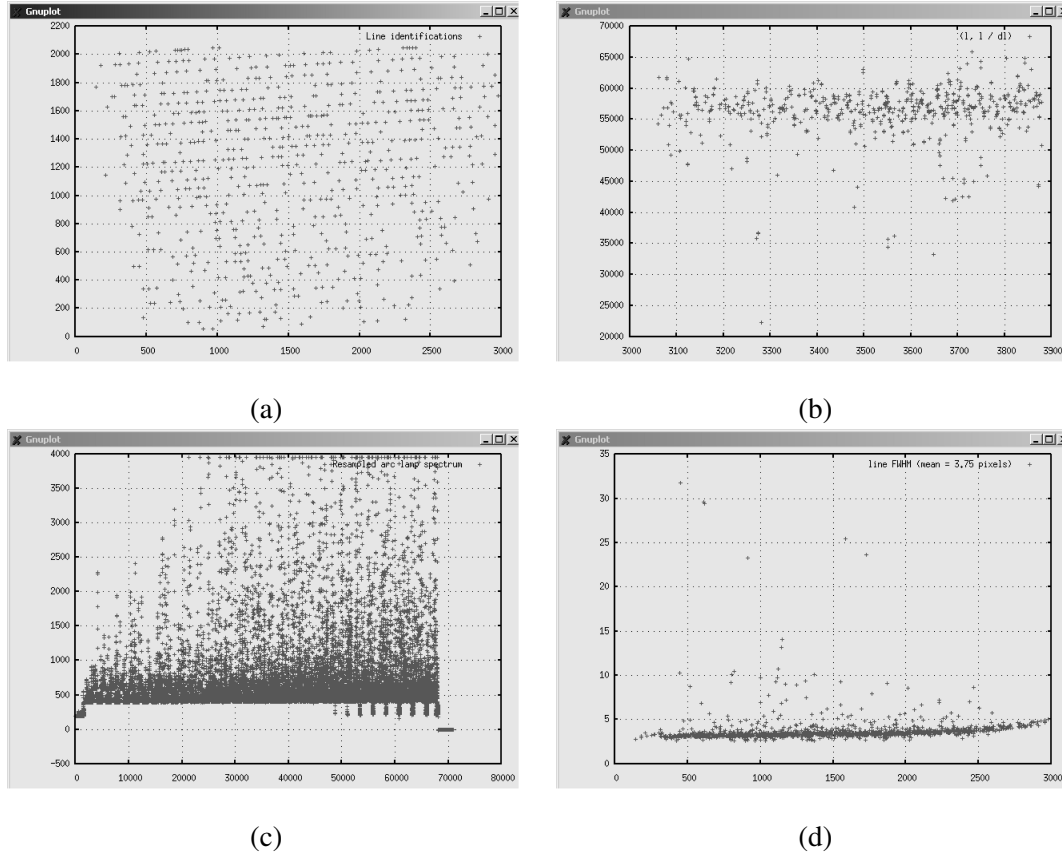 Gnuplot
Line identifications +
2200
2000
1800
1600
1400
1200
1000
800
600
400
200
0
0 500 1000 1500 2000 2500 3000
(a)
Gnuplot
(l, l / dl) +
70000
65000
60000
55000
50000
45000
40000
35000
30000
25000
20000
3000 3100 3200 3300 3400 3500 3600 3700 3800 3900
(b)
Gnuplot
Resampled arc lamp spectrum +
4000
3500
3000
2500
2000
1500
1000
500
0
-500
0 10000 20000 30000 40000 50000 60000 70000 80000
(c)
Gnuplot
line FWHM (mean = 3.75 pixels) +
35
30
25
20
15
10
5
0
0 500 1000 1500 2000 2500 3000
(d)